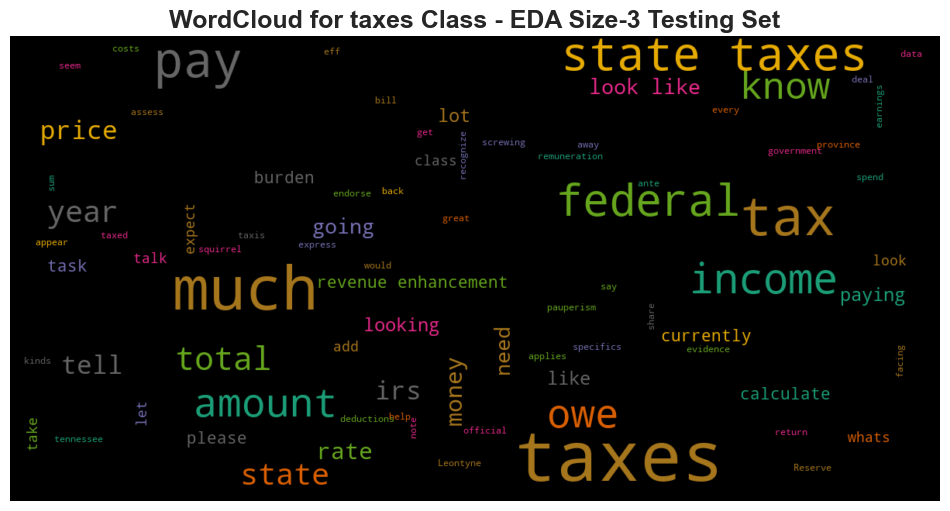 WordCloud for taxes Class - EDA Size-3 Testing Set
costs
seem
pay
eff
state taxes
data
look like
know
deal
earnings
bill
assess
lot
every
price
get
recognize
screwing
away
province
class
remuneration
government
burden
sum
endorse
back
ante
spend
federal
tax
year
expect
going
great
appear
taxed
taxis
squirrel
express
task
talk
would
look
much
revenue enhancement
income
paying
say
pauperism
share
looking
currently
need
add
specifics
evidence
kinds
tell
total
applies
facing
money
like
irs
amount
calculate
let
take
deductions
help
note
owe
tennessee
please
official
return
whats
rate
taxes
state
Leontyne
Reserve